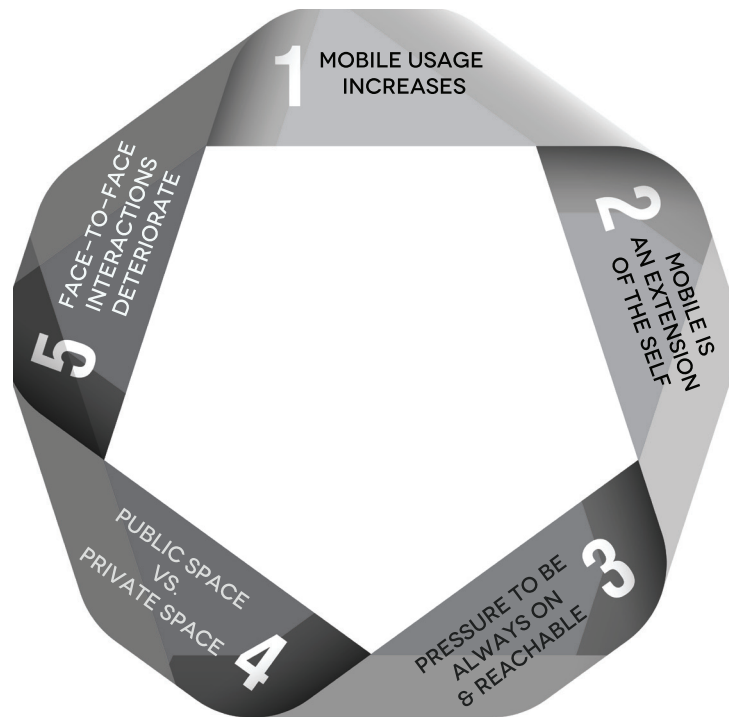 1
MOBILE USAGE
INCREASES
2
MOBILE IS
AN EXTENSION
OF THE SELF
3
PRESSURE TO BE
ALWAYS ON
& REACHABLE
4
PUBLIC SPACE
VS.
PRIVATE SPACE
5
FACE-TO-FACE
INTERACTIONS
DETERIORATE